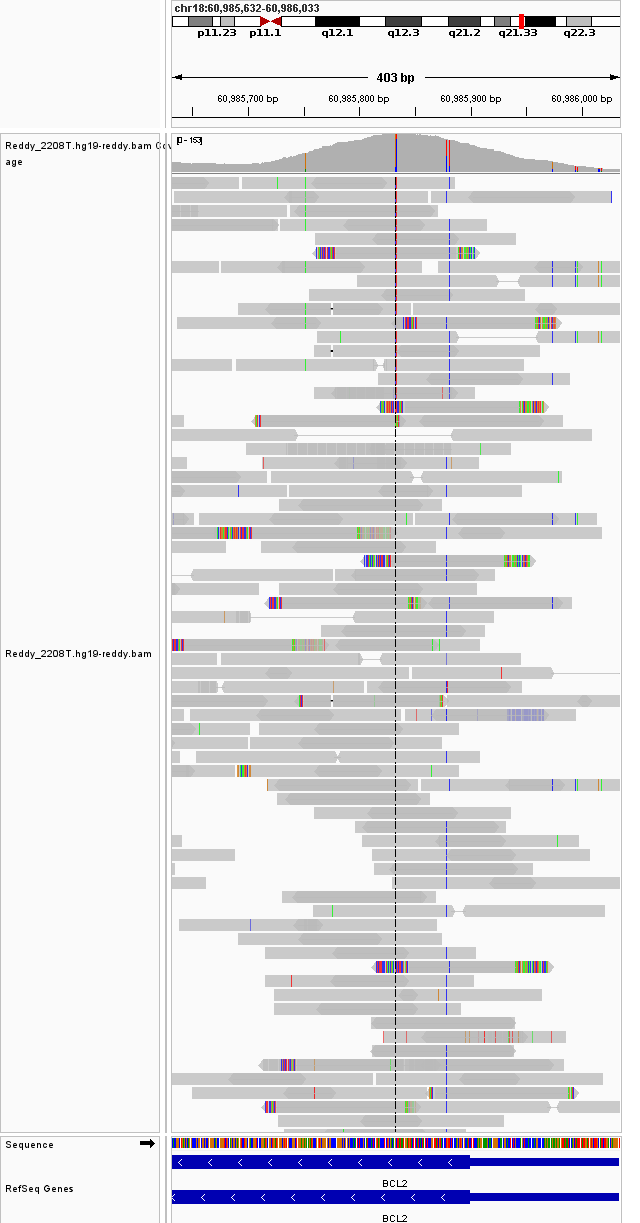 chr18:60,985,632-60,986,033
p11.23 p11.1 q12.1 q12.3 q21.2 q21.33 q22.3
403 bp
60,985,700 bp 60,985,800 bp 60,985,900 bp 60,986,000 bp
Reddy_2208T.hg19-reddy.bam Cov
age
[0 - 153]
Reddy_2208T.hg19-reddy.bam
Sequence
BCL2
RefSeq Genes
BCL2